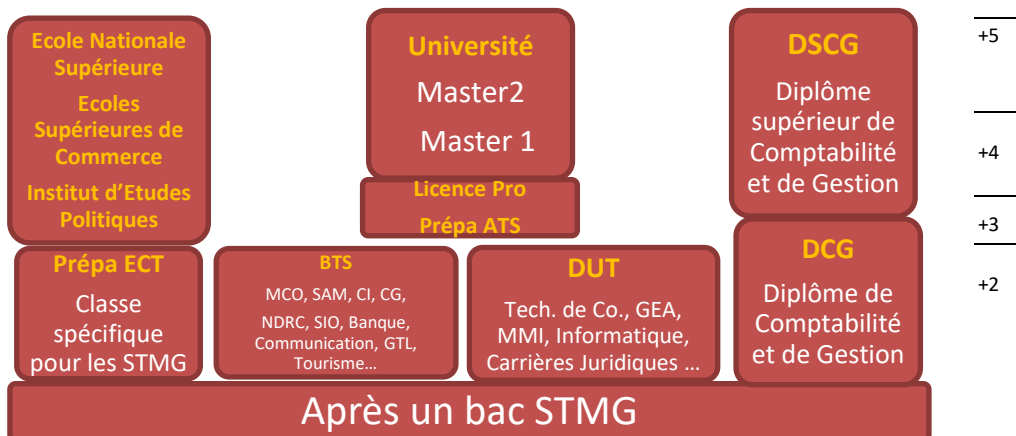 Ecole Nationale
Supérieure
Ecoles
Supérieures de
Commerce
Institut d'Etudes
Politiques
Université
Master2
Master 1
Licence Pro
Prépa ATS
DSCG
Diplôme
supérieur de
Comptabilité
et de Gestion
+5
+4
+3
+2
Prépa ECT
Classe
spécifique
pour les STMG
BTS
MCO, SAM, CI, CG,
NDRC, SIO, Banque,
Communication, GTL,
Tourisme…
DUT
Tech. de Co., GEA,
MMI, Informatique,
Carrières Juridiques …
DCG
Diplôme de
Comptabilité
et de Gestion
Après un bac STMG